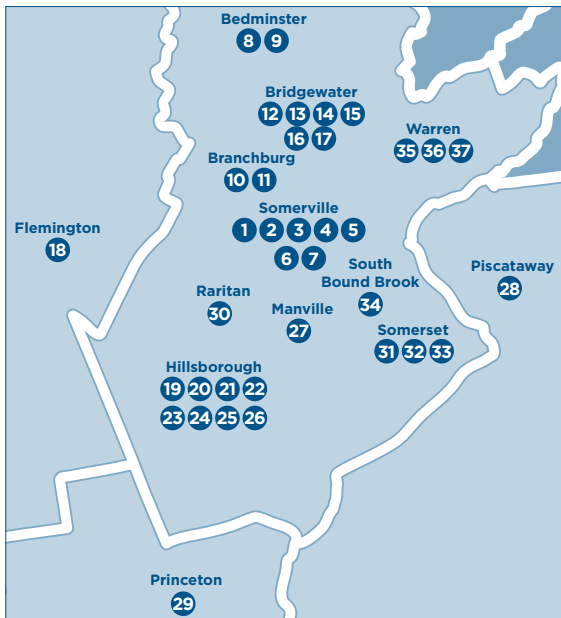 Bedminster
8 9
Bridgewater
12 13 14 15
16 17
Warren
35 36 37
Branchburg
10 11
Somerville
1 2 3 4 5
6 7
Flemington
18
South
Bound Brook
34
Piscataway
28
Raritan
30
Manville
27
Somerset
31 32 33
Hillsborough
19 20 21 22
23 24 25 26
Princeton
29